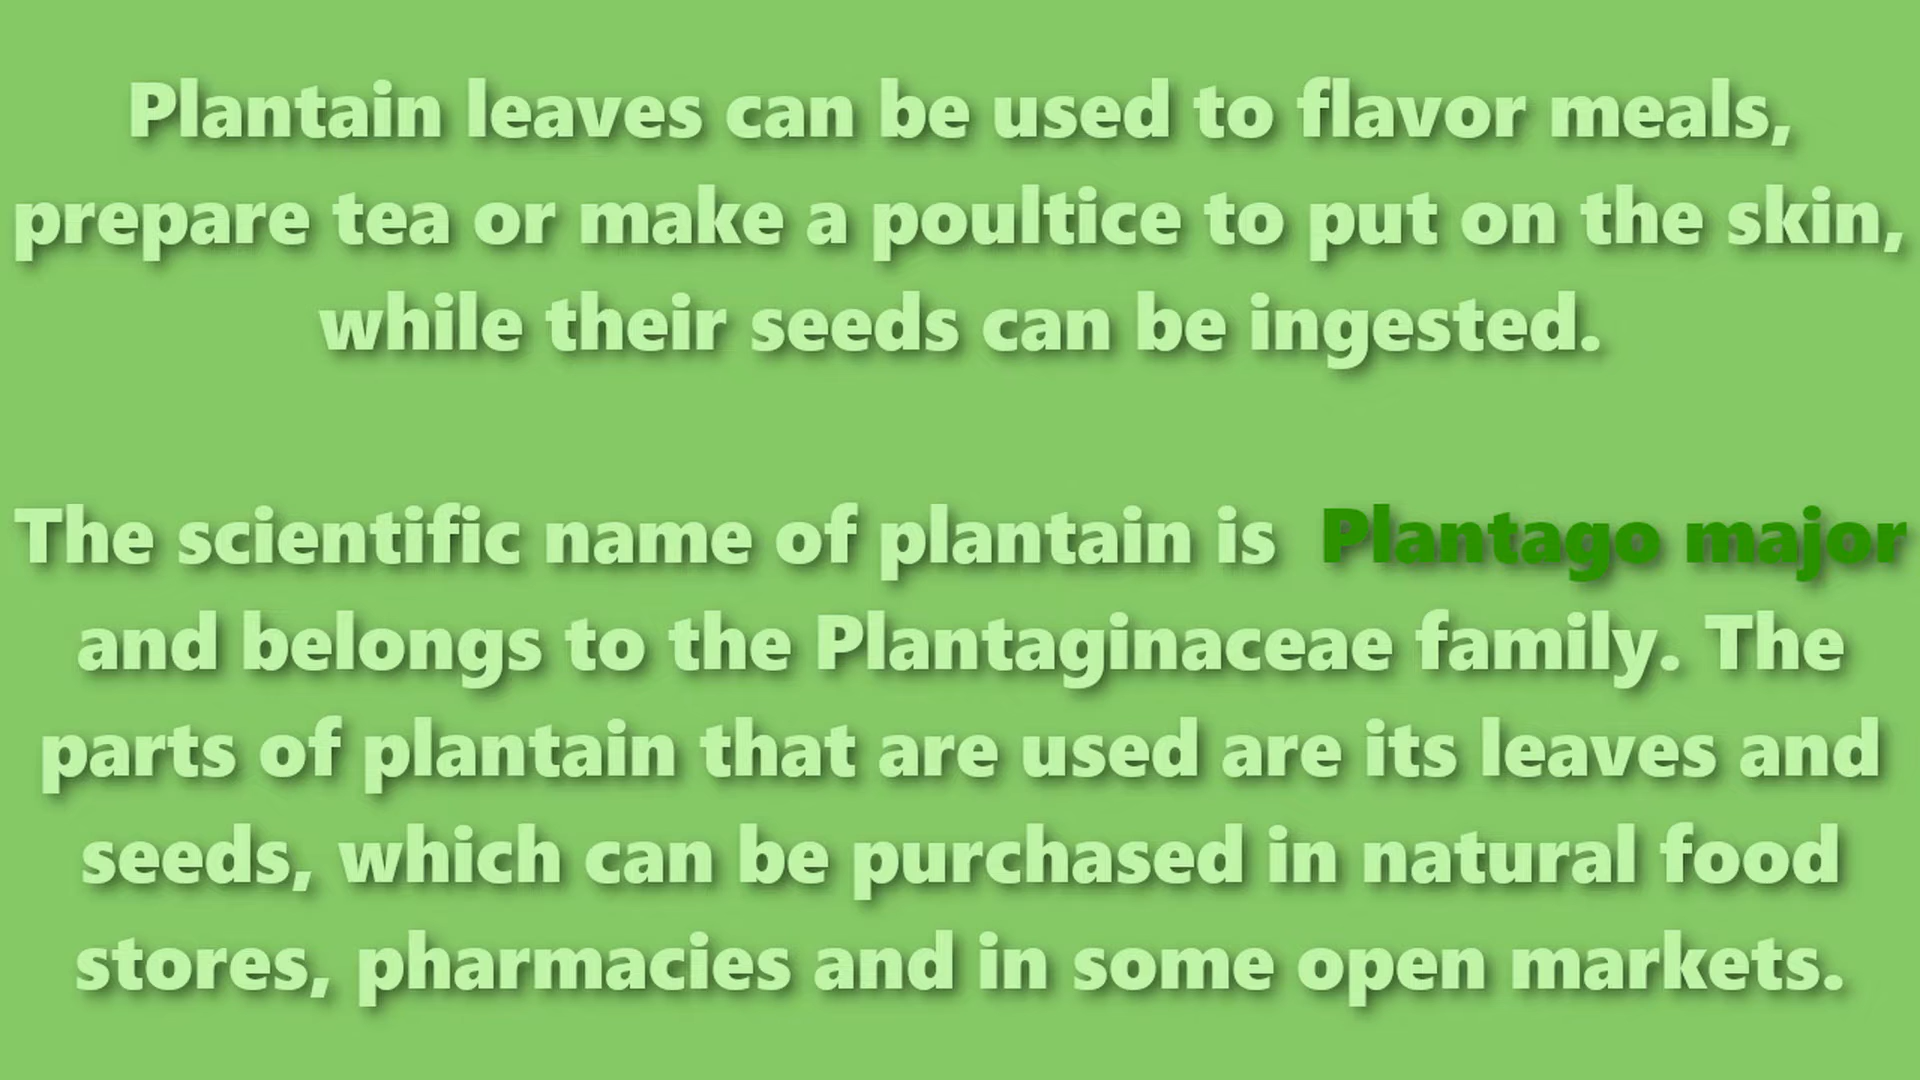 Plantain leaves can be used to flavor meals,
prepare tea or make a poultice to put on the skin,
while their seeds can be ingested.
The scientific name of plantain is Plantago major
and belongs to the Plantaginaceae family. The
parts of plantain that are used are its leaves and
seeds, which can be purchased in natural food
stores, pharmacies and in some open markets.